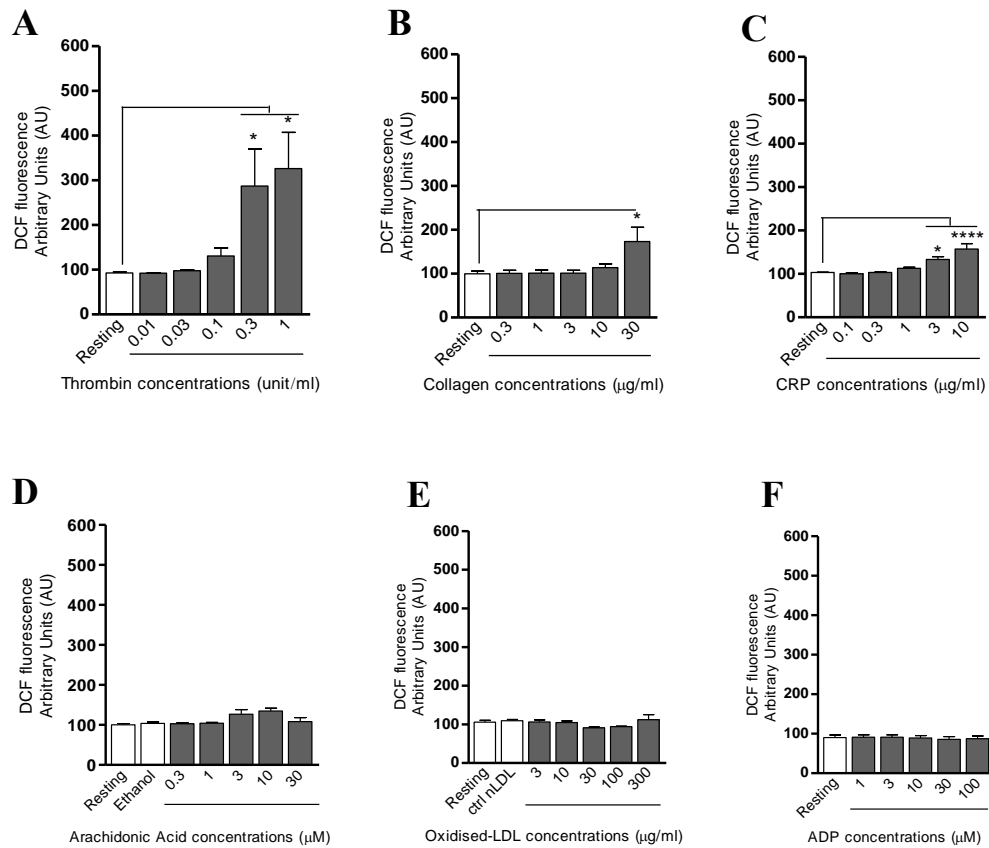 A
DCF fluorescence
Arbitrary Units (AU)
600
500
400
300
200
100
0
*
*
Resting
0.01
0.03
0.1
0.3
1
Thrombin concentrations (unit/ml)
B
DCF fluorescence
Arbitrary Units (AU)
600
500
400
300
200
100
0
*
Resting
0.3
1
3
10
30
Collagen concentrations (μg/ml)
C
DCF fluorescence
Arbitrary Units (AU)
600
500
400
300
200
100
0
*
****
Resting
0.1
0.3
1
3
10
CRP concentrations (μg/ml)
D
DCF fluorescence
Arbitrary Units (AU)
600
500
400
300
200
100
0
Resting
Ethanol
0.3
1
3
10
30
Arachidonic Acid concentrations (μM)
E
DCF fluorescence
Arbitrary Units (AU)
600
500
400
300
200
100
0
Resting
ctrl nLDL
3
10
30
100
300
Oxidised-LDL concentrations (μg/ml)
F
DCF fluorescence
Arbitrary Units (AU)
600
500
400
300
200
100
0
Resting
1
3
10
30
100
ADP concentrations (μM)